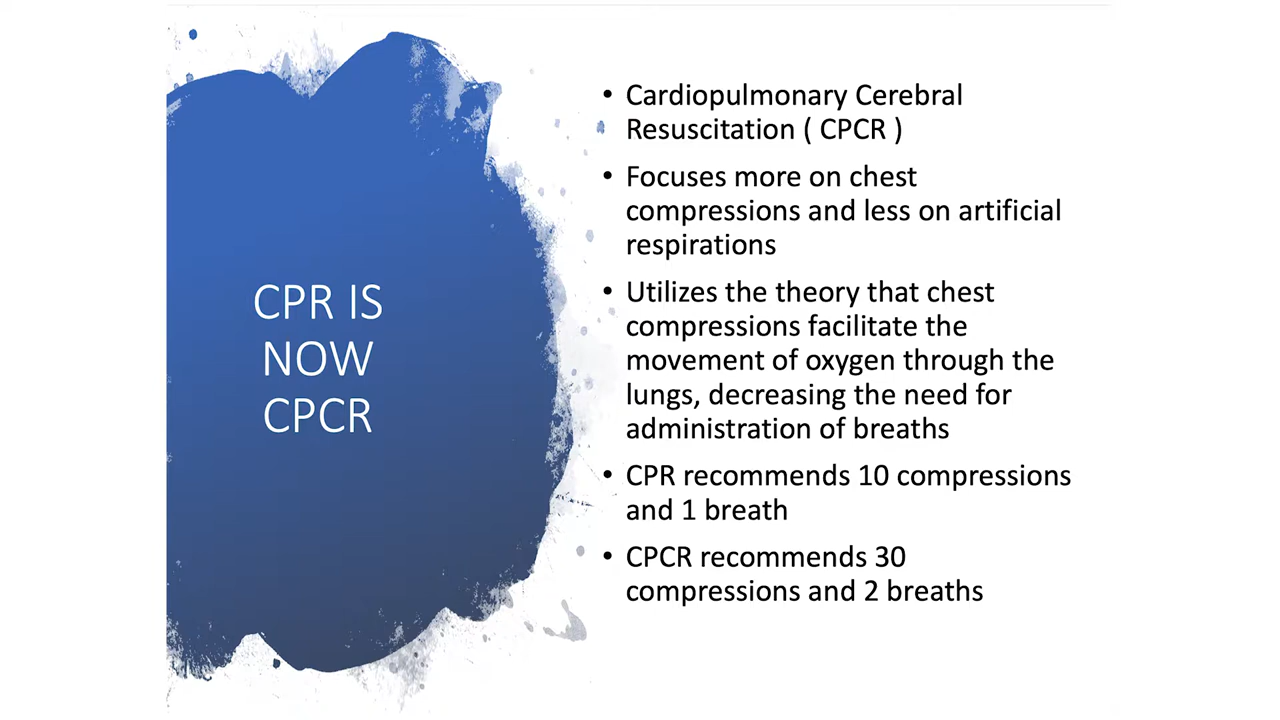 CPR IS
NOW
CPCR
• Cardiopulmonary Cerebral
Resuscitation ( CPCR )
• Focuses more on chest
compressions and less on artificial
respirations
• Utilizes the theory that chest
compressions facilitate the
movement of oxygen through the
lungs, decreasing the need for
administration of breaths
• CPR recommends 10 compressions
and 1 breath
• CPCR recommends 30
compressions and 2 breaths